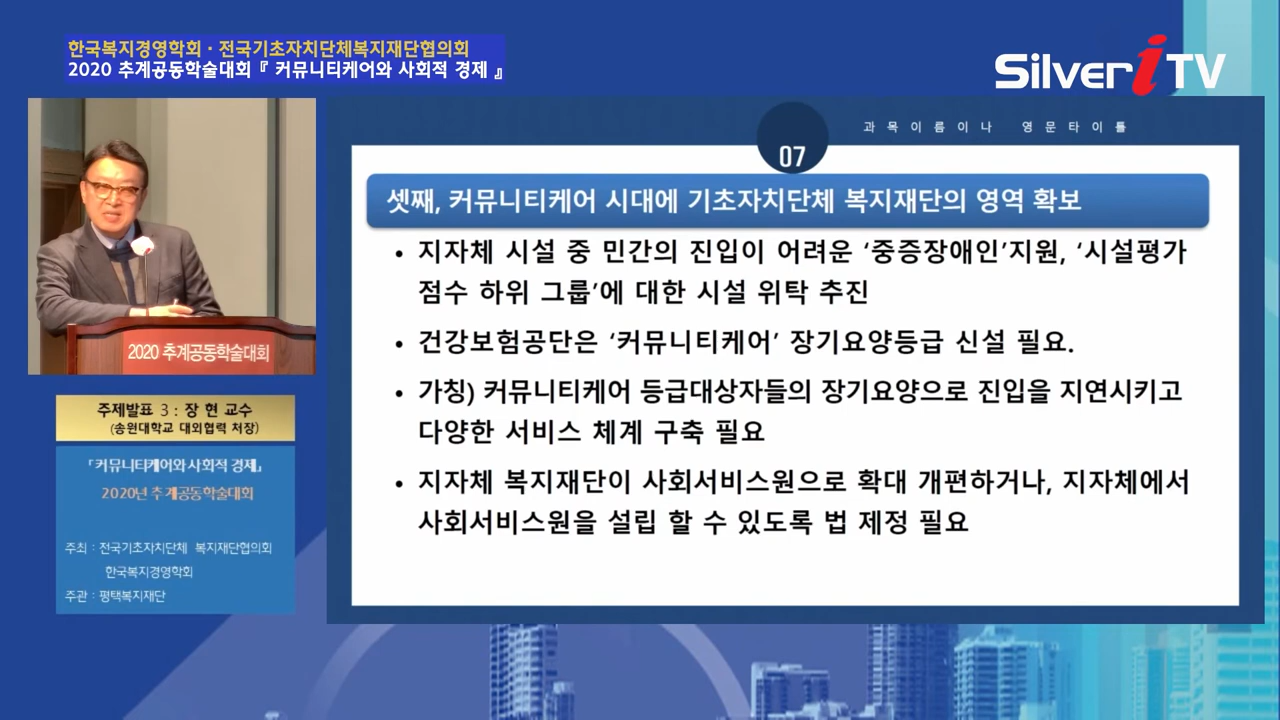 한국복지경영학회 · 전국기초자치단체복지재단협의회
2020 추계공동학술대회 『 커뮤니티케어와 사회적 경제 』
Silver i TV
2020 추계공동학술대회
주제발표 3 : 장 현 교수
(송원대학교 대외협력 처장)
『커뮤니티케어와 사회적 경제』
2020년 추계공동학술대회
주최 : 전국기초자치단체 복지재단협의회
한국복지경영학회
주관 : 평택복지재단
과목이름이나 영문타이틀
07
셋째, 커뮤니티케어 시대에 기초자치단체 복지재단의 영역 확보
• 지자체 시설 중 민간의 진입이 어려운 ‘중증장애인’지원, ‘시설평가
점수 하위 그룹’에 대한 시설 위탁 추진
• 건강보험공단은 ‘커뮤니티케어’ 장기요양등급 신설 필요.
• 가칭) 커뮤니티케어 등급대상자들의 장기요양으로 진입을 지연시키고
다양한 서비스 체계 구축 필요
• 지자체 복지재단이 사회서비스원으로 확대 개편하거나, 지자체에서
사회서비스원을 설립 할 수 있도록 법 제정 필요